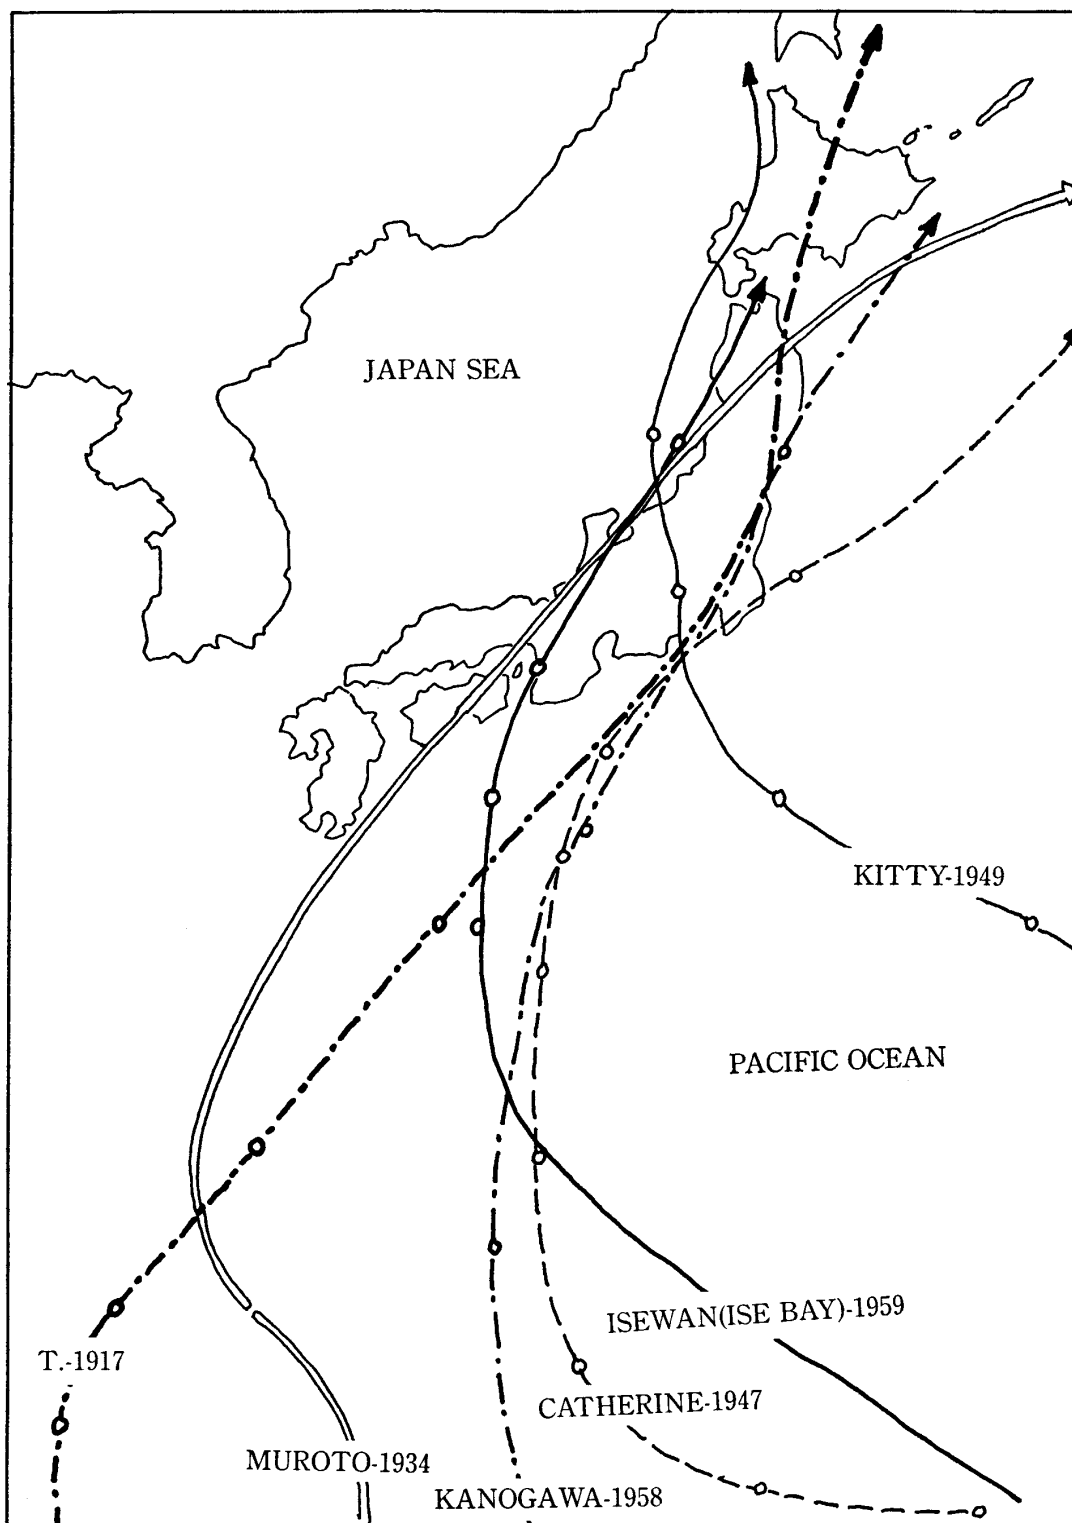 JAPAN SEA
KITTY-1949
PACIFIC OCEAN
ISEWAN(ISE BAY)-1959
T.-1917
CATHERINE-1947
MUROTO-1934
KANOGAWA-1958